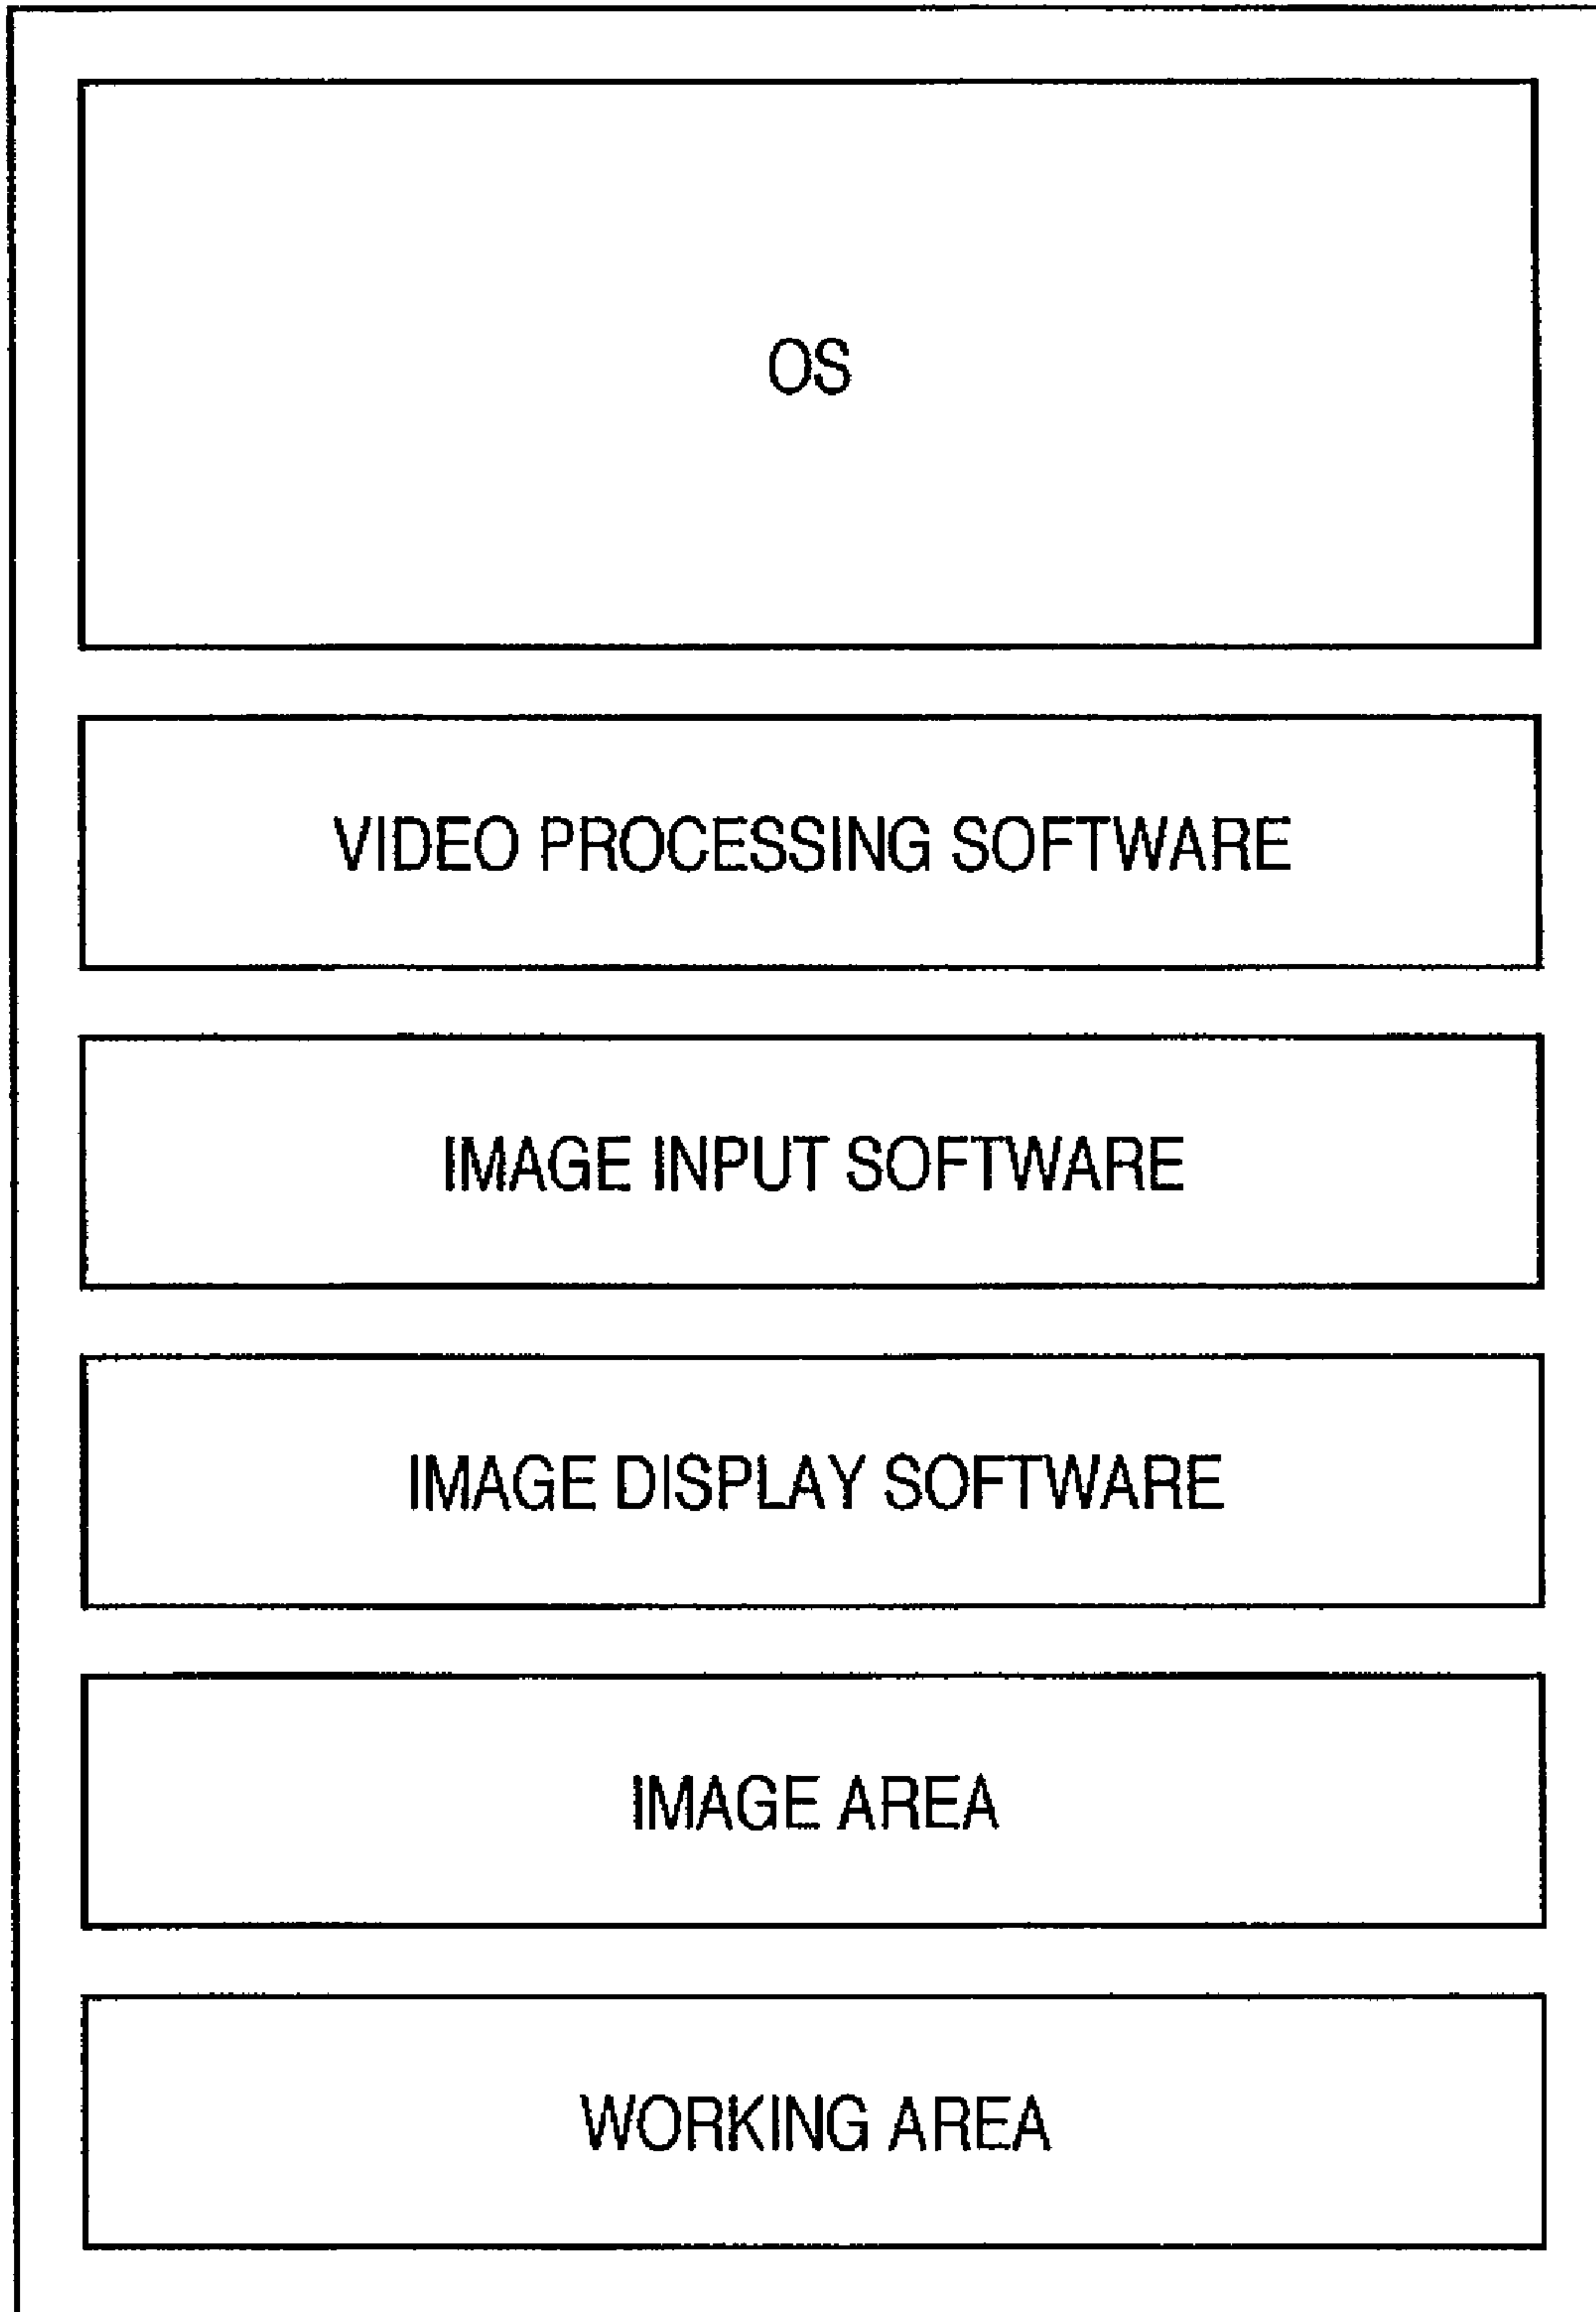 OS
VIDEO PROCESSING SOFTWARE
IMAGE INPUT SOFTWARE
IMAGE DISPLAY SOFTWARE
IMAGE AREA
WORKING AREA